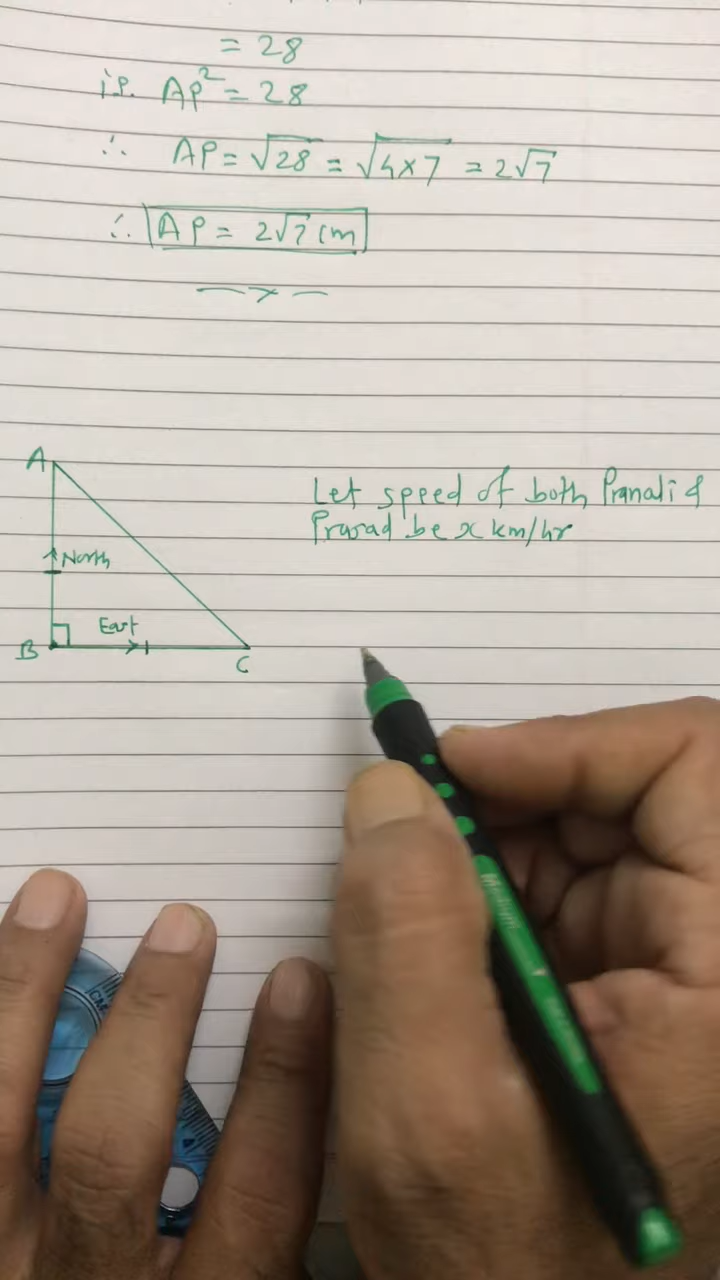 = 28
i.e. AP² = 28
∴ AP = √28 = √4×7 = 2√7
∴ AP = 2√7 cm
A
North
East
B
C
Let speed of both Pranali &
Prasad be x km/hr